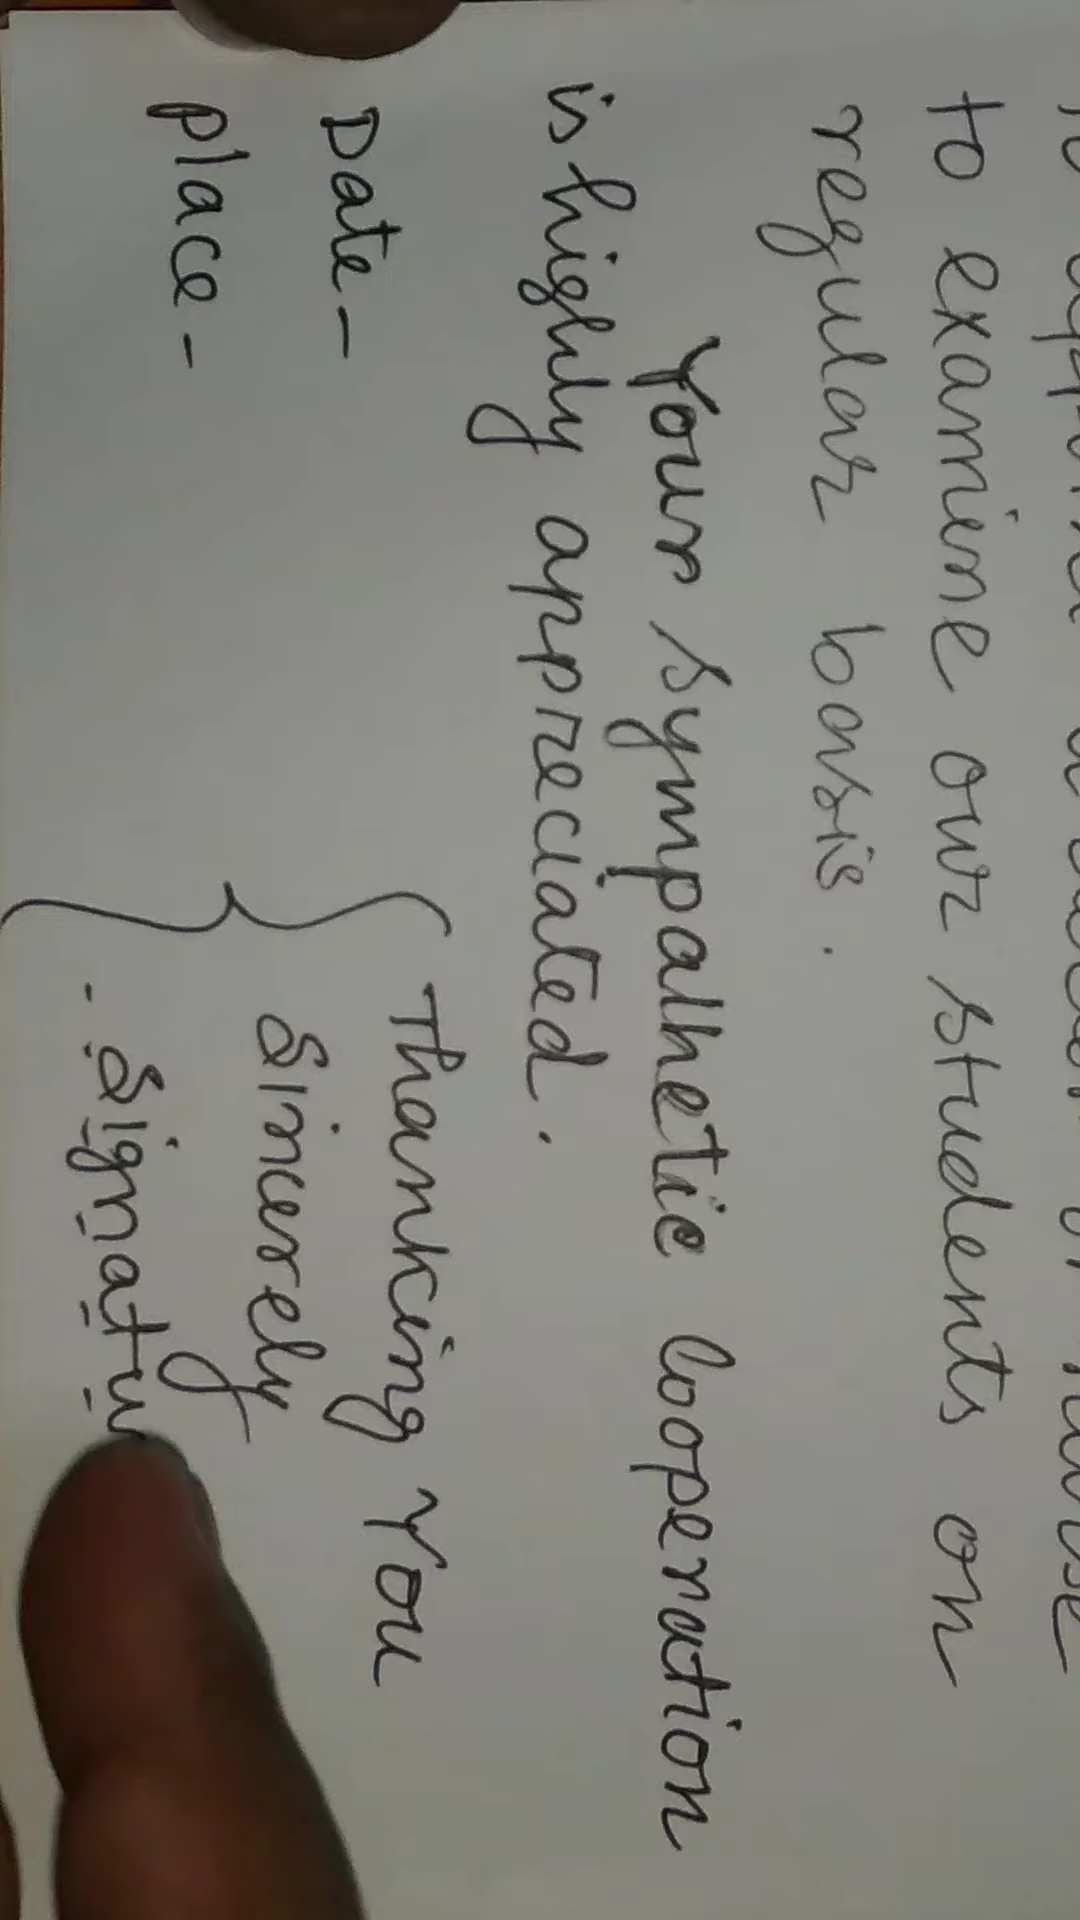 to examine our students on
regular basis.
Your sympathetic Cooperation
is highly appreciated.
Date -
Place -
Thanking You
Sincerely